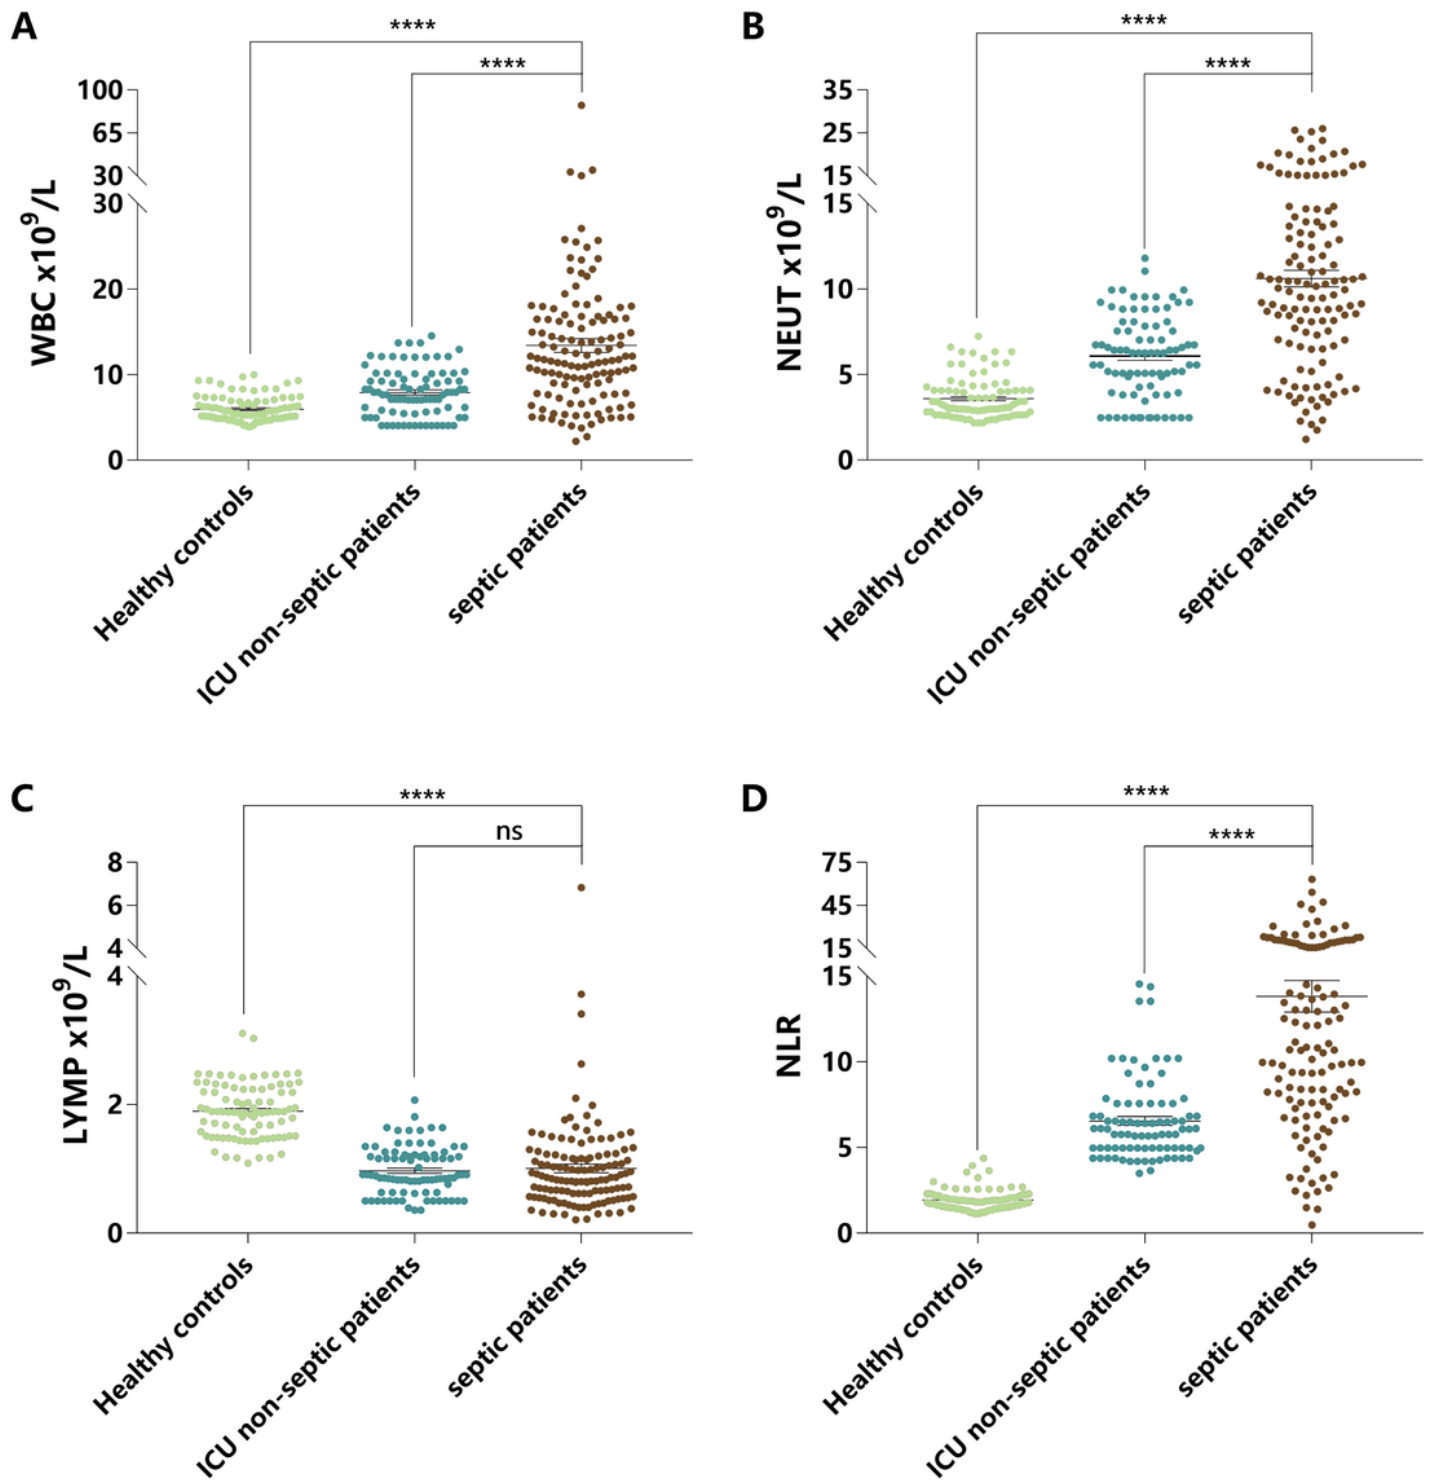 A
****
****
100
65
30
30
20
10
0
WBC x10⁹/L
Healthy controls
ICU non-septic patients
septic patients
B
****
****
35
25
15
15
10
5
0
NEUT x10⁹/L
Healthy controls
ICU non-septic patients
septic patients
C
****
ns
8
6
4
4
2
0
LYMP x10⁹/L
Healthy controls
ICU non-septic patients
septic patients
D
****
****
75
45
15
15
10
5
0
NLR
Healthy controls
ICU non-septic patients
septic patients